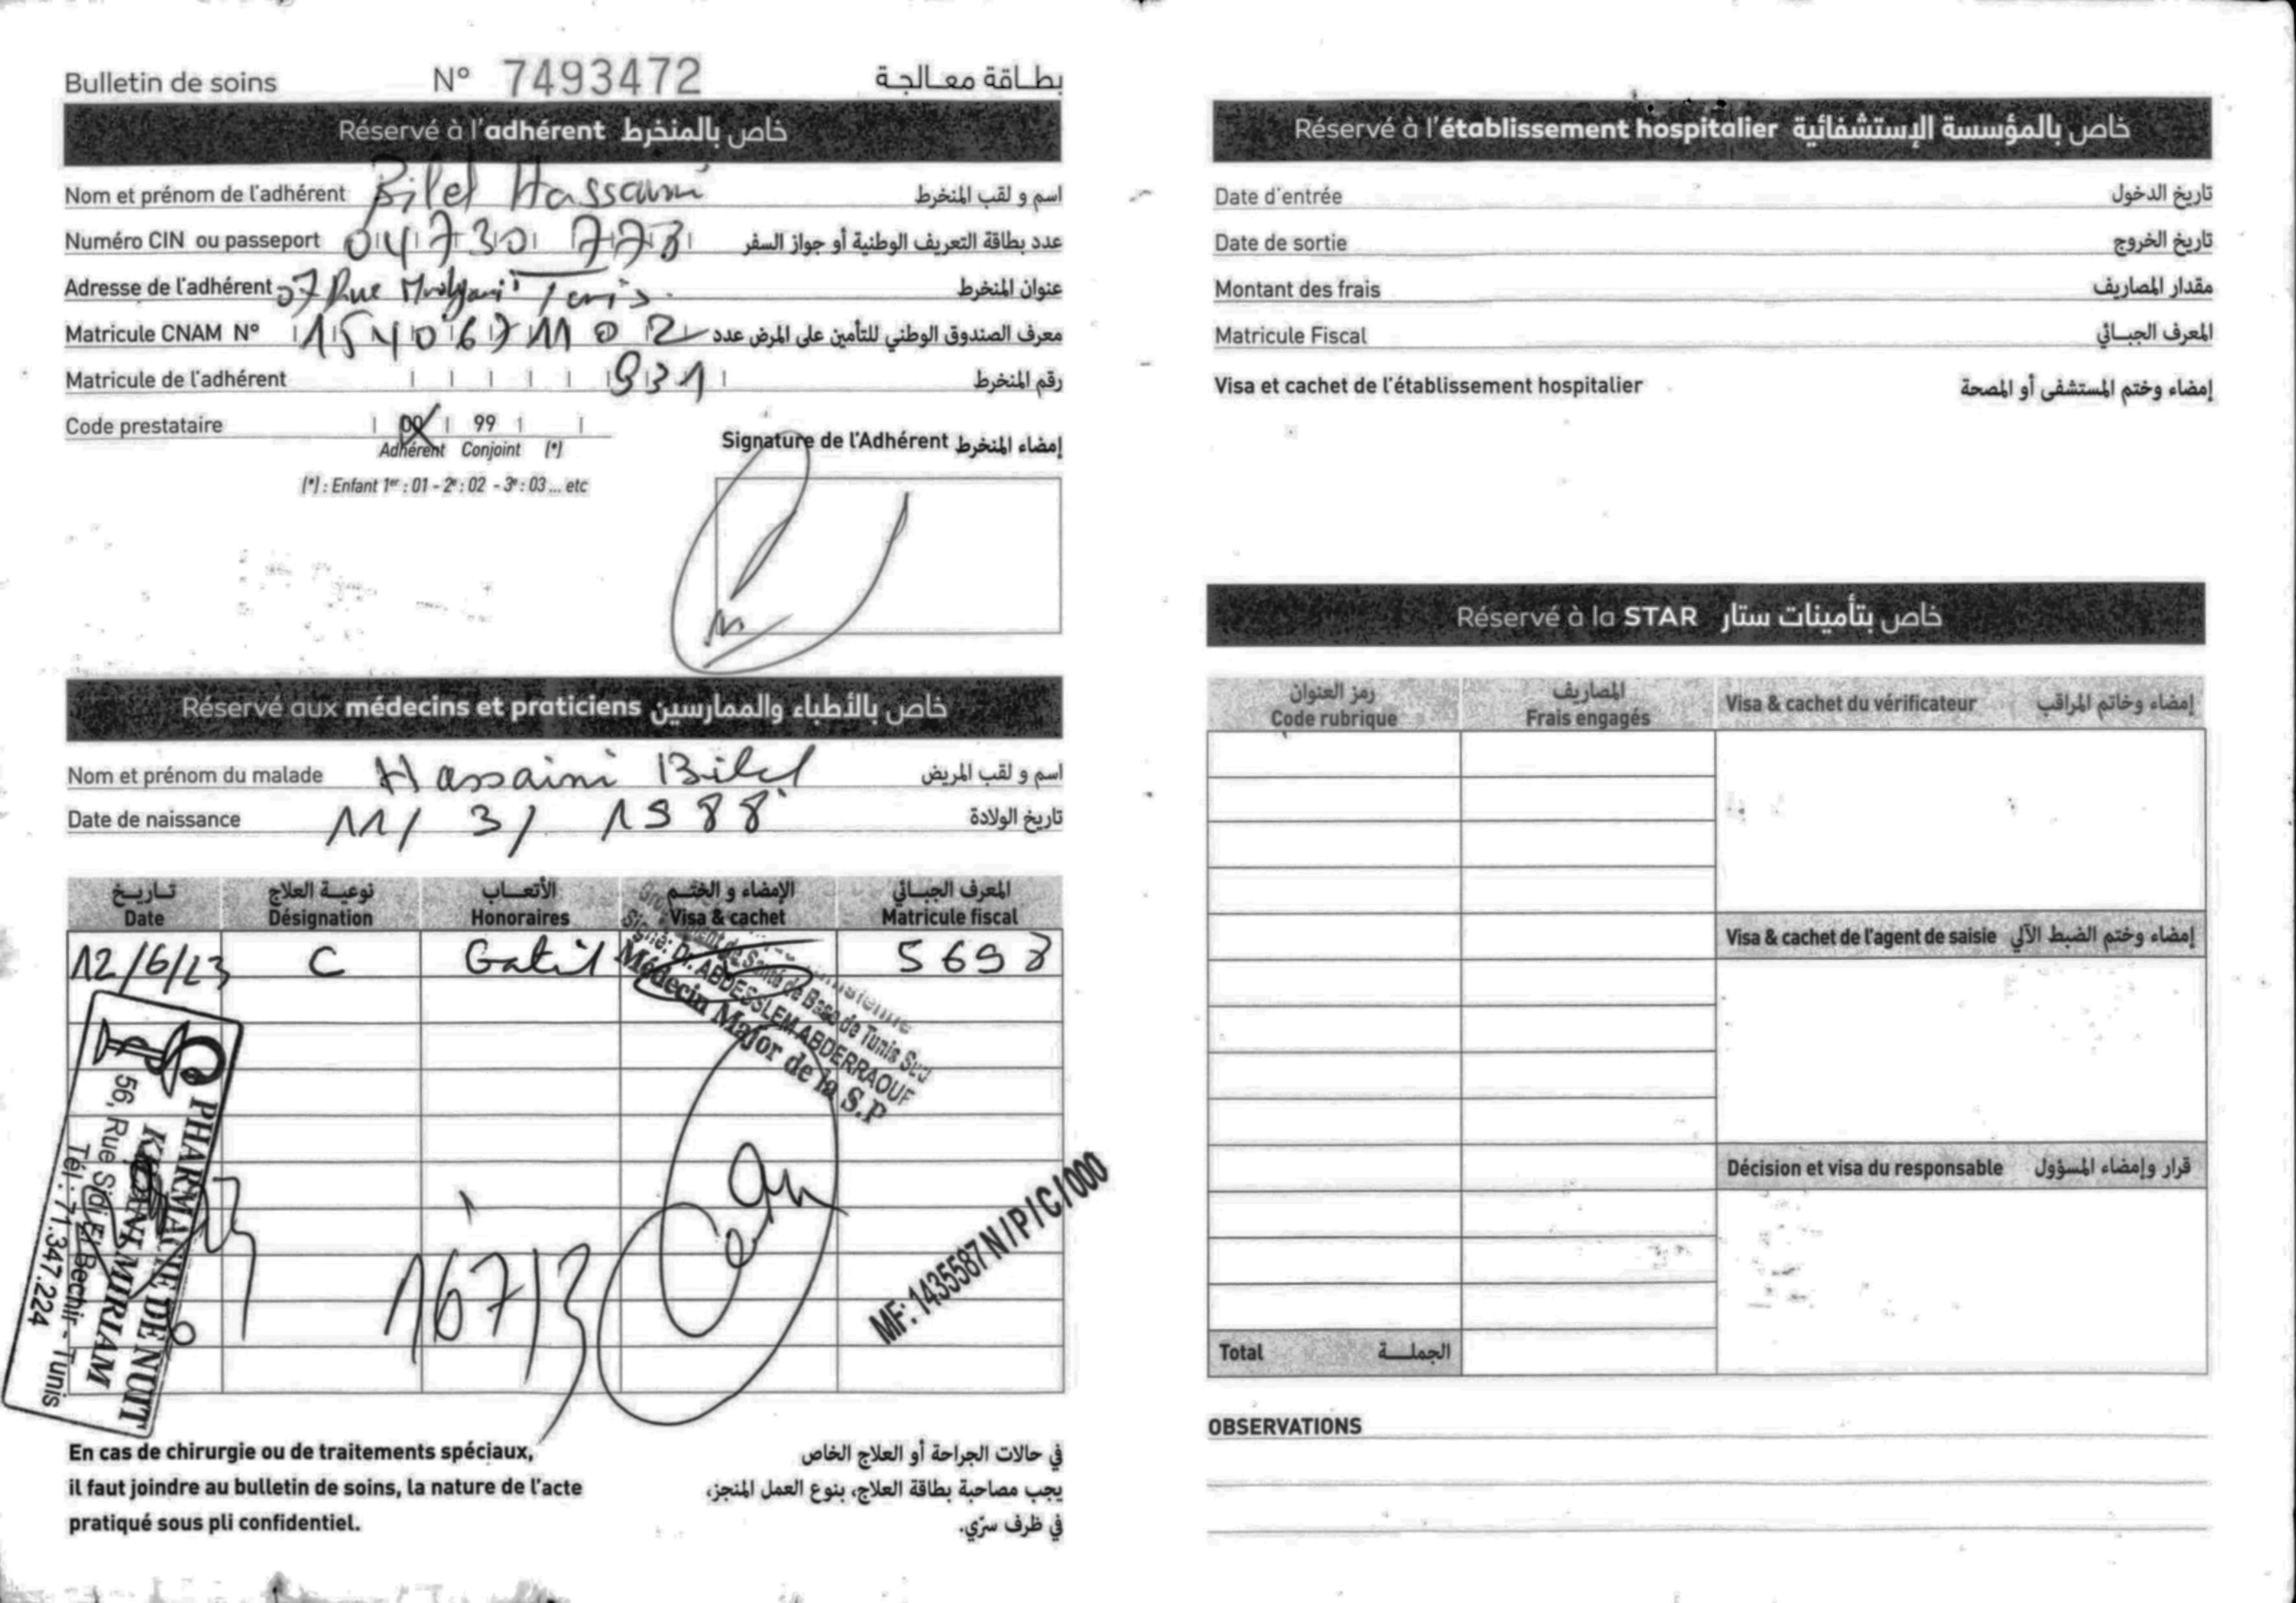 Bulletin de soins N° 7493472 بطاقة معالجة
Réservé à l'adhérent خاص بالمنخرط
Nom et prénom de l'adhérent Bilel Hassaini اسم و لقب المنخرط
Numéro CIN ou passeport 04730773 عدد بطاقة التعريف الوطنية أو جواز السفر
Adresse de l'adhérent 07 Rue Tunis. عنوان المنخرط
Matricule CNAM N° معرف الصندوق الوطني للتأمين على المرض عدد
Matricule de l'adhérent 931 رقم المنخرط
Code prestataire 00 99
Adhérent Conjoint (*)
(*) : Enfant 1er : 01 - 2e : 02 - 3e : 03 ... etc
Signature de l'Adhérent إمضاء المنخرط
Réservé aux médecins et praticiens خاص بالأطباء والممارسين
Nom et prénom du malade Hassaini Bilel اسم و لقب المريض
Date de naissance 11/3/1988 تاريخ الولادة
تاريخ نوعية العلاج الأتعاب الإمضاء و الختم المعرف الجبائي
Date Désignation Honoraires Visa & cachet Matricule fiscal
12/6/23 C 5698
de Santé de Base de Tunis Sud
Signé: Dr. ABDESSLEM ABDERRAOUF
Médecin Major de la S.P
PHARMACIE DE NUIT
MURIAM
56, Rue Sidi El Bechir - Tunis
Tél : 71.347.224
MF: 1435587 N/P/C/000
En cas de chirurgie ou de traitements spéciaux,
il faut joindre au bulletin de soins, la nature de l'acte
pratiqué sous pli confidentiel.
في حالات الجراحة أو العلاج الخاص
يجب مصاحبة بطاقة العلاج، بنوع العمل المنجز،
في ظرف سرّي.
Réservé à l'établissement hospitalier خاص بالمؤسسة الإستشفائية
Date d'entrée تاريخ الدخول
Date de sortie تاريخ الخروج
Montant des frais مقدار المصاريف
Matricule Fiscal المعرف الجبائي
Visa et cachet de l'établissement hospitalier إمضاء وختم المستشفى أو المصحة
Réservé à la STAR خاص بتأمينات ستار
رمز العنوان المصاريف
Code rubrique Frais engagés Visa & cachet du vérificateur إمضاء وخاتم المراقب
Visa & cachet de l'agent de saisie إمضاء وختم الضبط الآلي
Décision et visa du responsable قرار وإمضاء المسؤول
Total الجملة
OBSERVATIONS